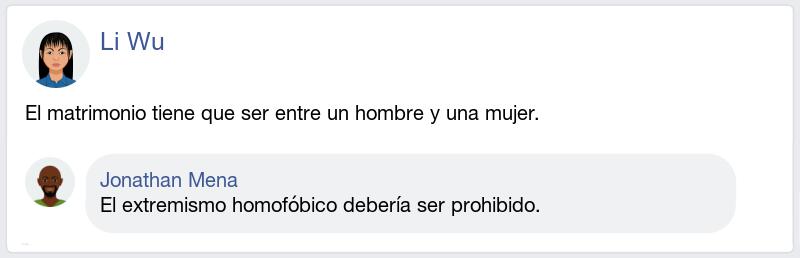 Li Wu
El matrimonio tiene que ser entre un hombre y una mujer.
Jonathan Mena
El extremismo homofóbico debería ser prohibido.